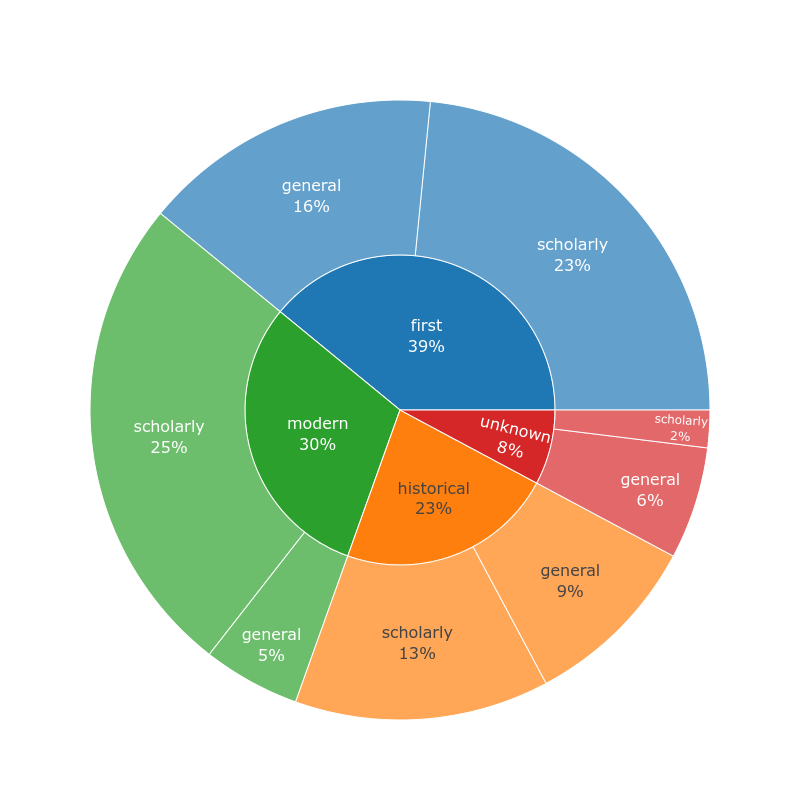 general
16%
scholarly
23%
first
39%
scholarly
25%
modern
30%
unknown
8%
scholarly
2%
general
6%
historical
23%
general
9%
general
5%
scholarly
13%